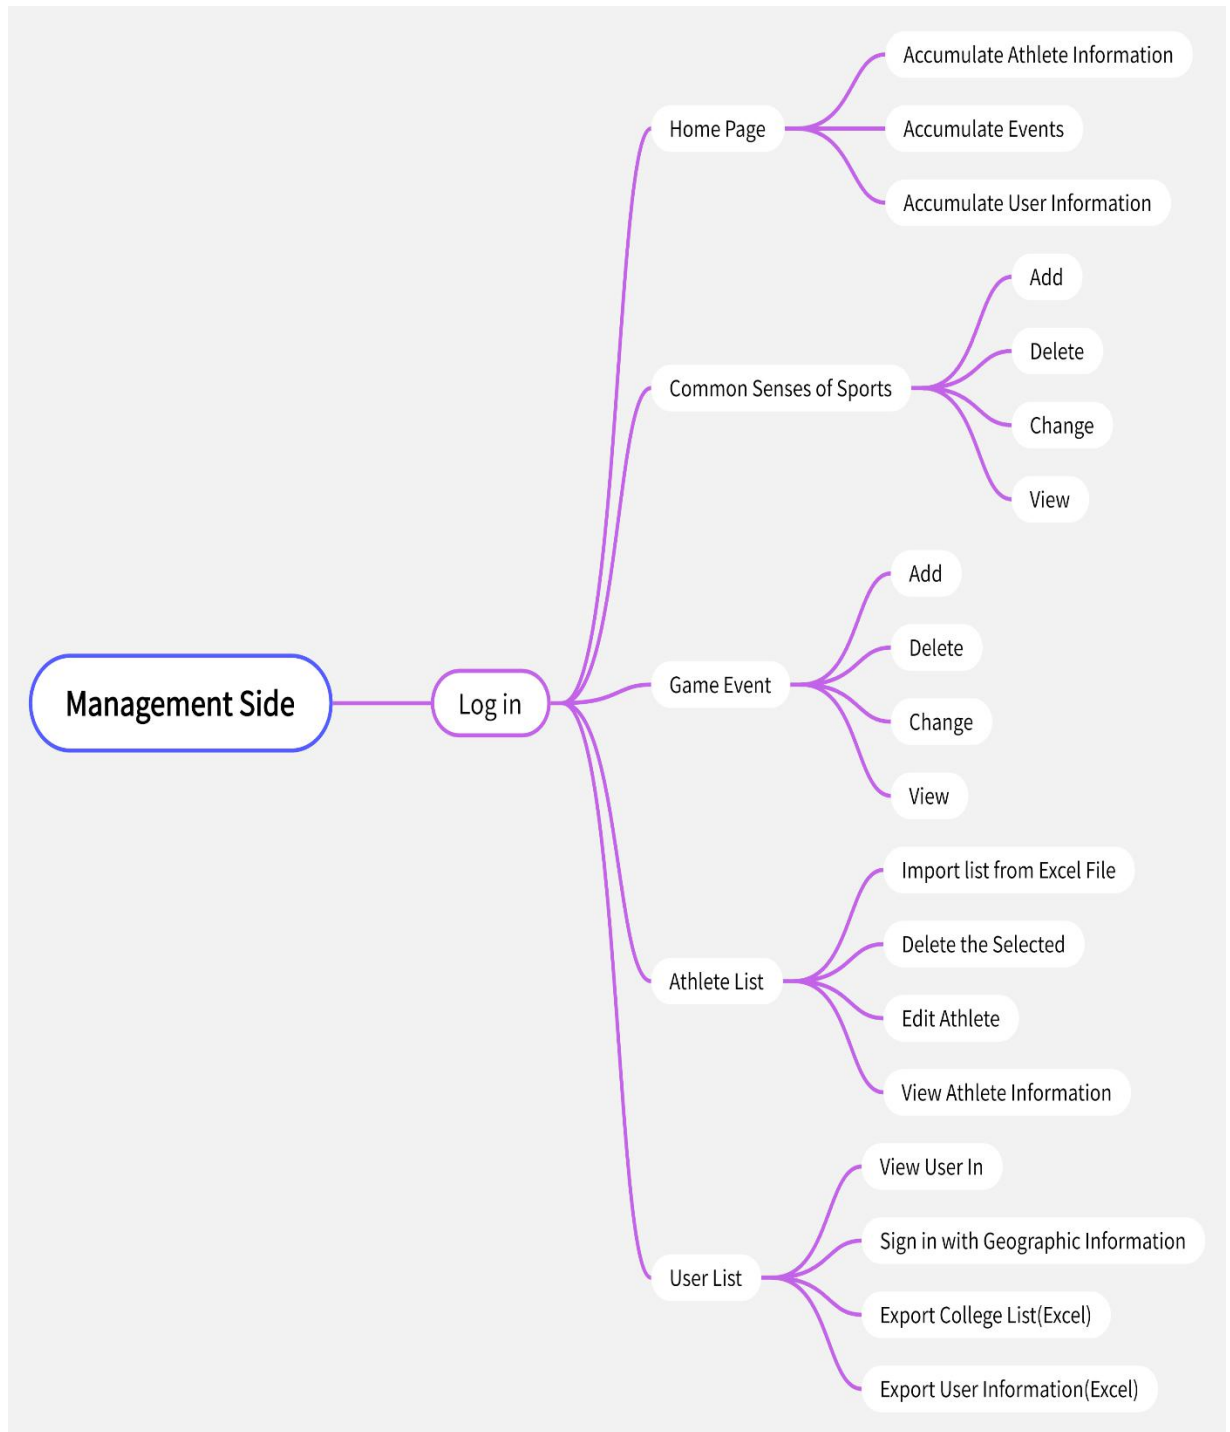 Management Side
Log in
Home Page
Accumulate Athlete Information
Accumulate Events
Accumulate User Information
Common Senses of Sports
Add
Delete
Change
View
Game Event
Add
Delete
Change
View
Athlete List
Import list from Excel File
Delete the Selected
Edit Athlete
View Athlete Information
User List
View User In
Sign in with Geographic Information
Export College List(Excel)
Export User Information(Excel)